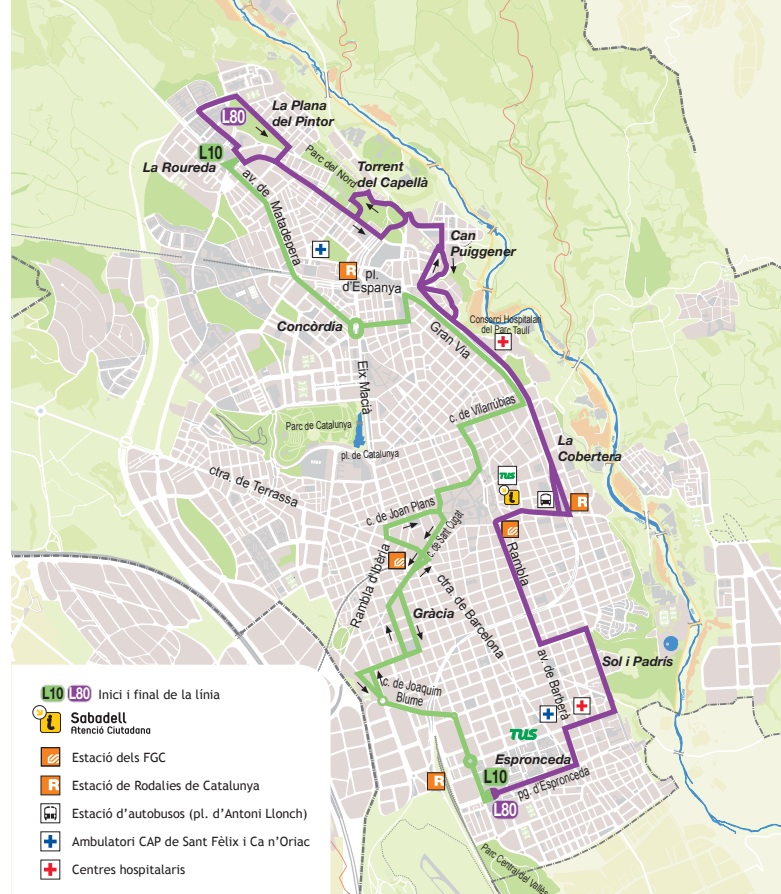 La Plana
del Pintor
L80
L10
La Roureda
Parc del Nord
Torrent
del Capellà
av. de Matadepera
Can
Puiggener
R
pl.
d'Espanya
Consorci Hospitalari
del Parc Taulí
Concòrdia
Gran Via
Eix Macià
c. de Vilarrúbias
Parc de Catalunya
pl. de Catalunya
La
Cobertera
ctra. de Terrassa
TUS
i
R
c. de Joan Plans
c. de Sant Cugat
Rambla
Rambla d'Ibèria
ctra. de Barcelona
Gràcia
Sol i Padrís
av. de Barberà
c. de Joaquim
Blume
TUS
Espronceda
L10
pg. d'Espronceda
R
L80
Parc Central del Vallès
L10 L80 Inici i final de la línia
i Sabadell
Atenció Ciutadana
Estació dels FGC
R Estació de Rodalies de Catalunya
Estació d'autobusos (pl. d'Antoni Llonch)
Ambulatori CAP de Sant Fèlix i Ca n'Oriac
Centres hospitalaris